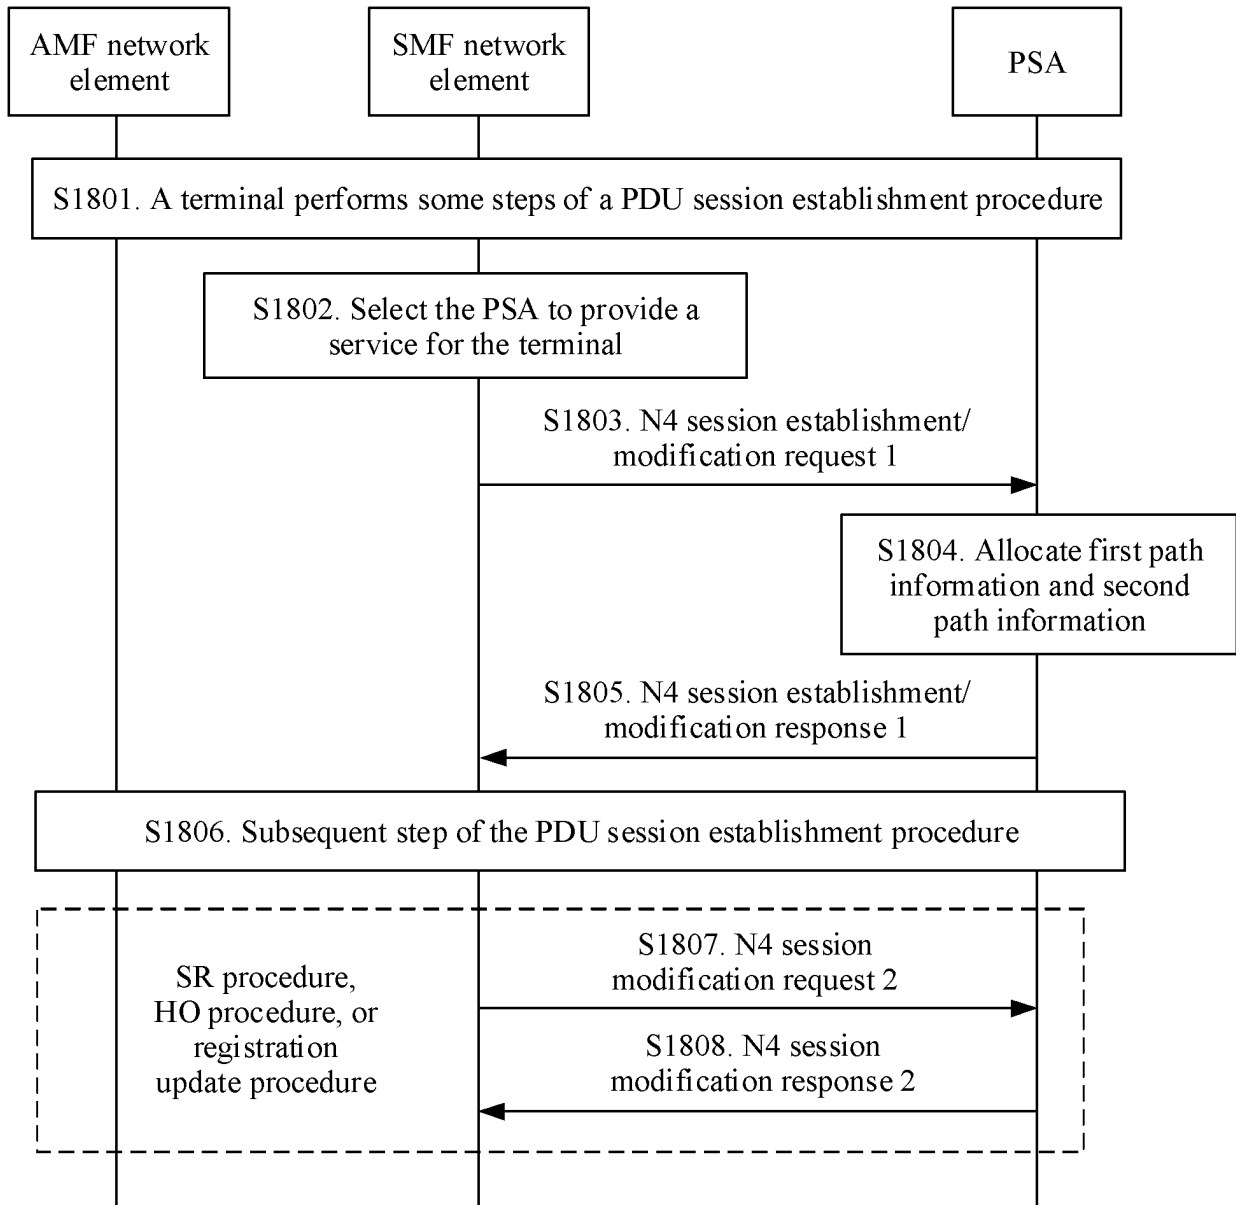 AMF network
element
SMF network
element
PSA
S1801. A terminal performs some steps of a PDU session establishment procedure
S1802. Select the PSA to provide a
service for the terminal
S1803. N4 session establishment/
modification request 1
S1804. Allocate first path
information and second
path information
S1805. N4 session establishment/
modification response 1
S1806. Subsequent step of the PDU session establishment procedure
SR procedure,
HO procedure, or
registration
update procedure
S1807. N4 session
modification request 2
S1808. N4 session
modification response 2